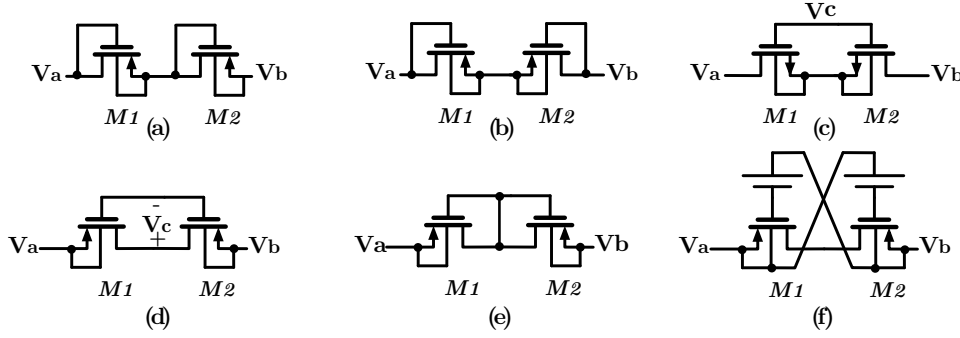 Va Vb
M1 M2
(a)
Va Vb
M1 M2
(b)
Vc
Va Vb
M1 M2
(c)
-
Vc
+
Va Vb
M1 M2
(d)
Va Vb
M1 M2
(e)
Va Vb
M1 M2
(f)